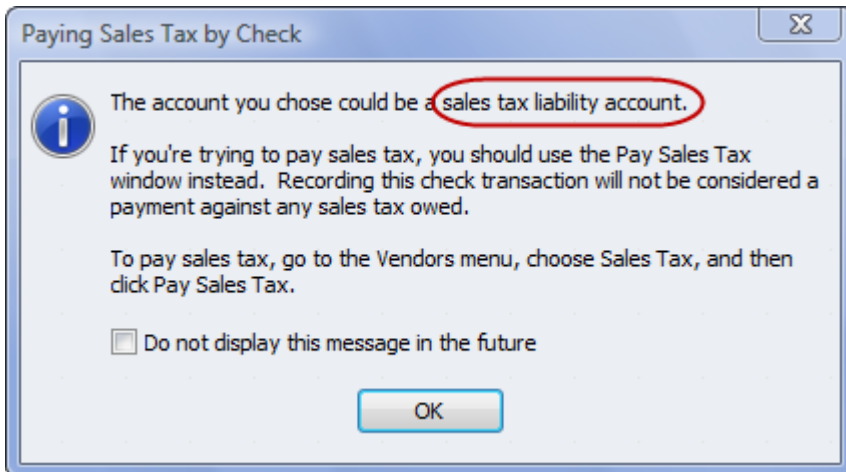 Paying Sales Tax by Check
The account you chose could be a sales tax liability account.
If you're trying to pay sales tax, you should use the Pay Sales Tax
window instead. Recording this check transaction will not be considered a
payment against any sales tax owed.
To pay sales tax, go to the Vendors menu, choose Sales Tax, and then
click Pay Sales Tax.
Do not display this message in the future
OK